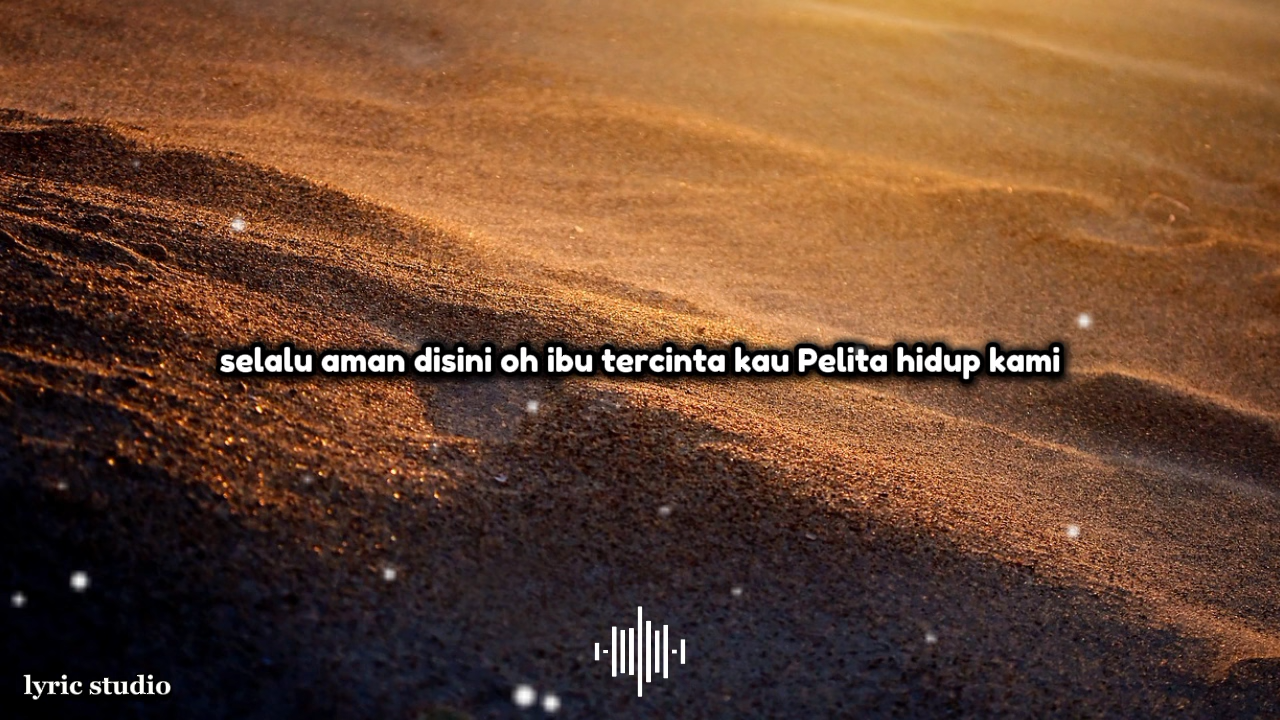 selalu aman disini oh ibu tercinta kau Pelita hidup kami
lyric studio